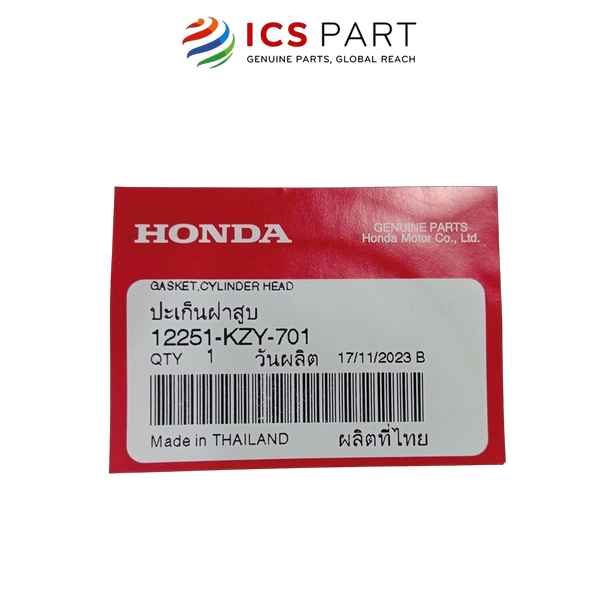 ICS PART
GENUINE PARTS, GLOBAL REACH
HONDA
GENUINE PARTS
Honda Motor Co., Ltd.
GASKET,CYLINDER HEAD
ปะเก็นฝาสูบ
12251-KZY-701
QTY 1 วันผลิต 17/11/2023 B
Made in THAILAND ผลิตที่ไทย